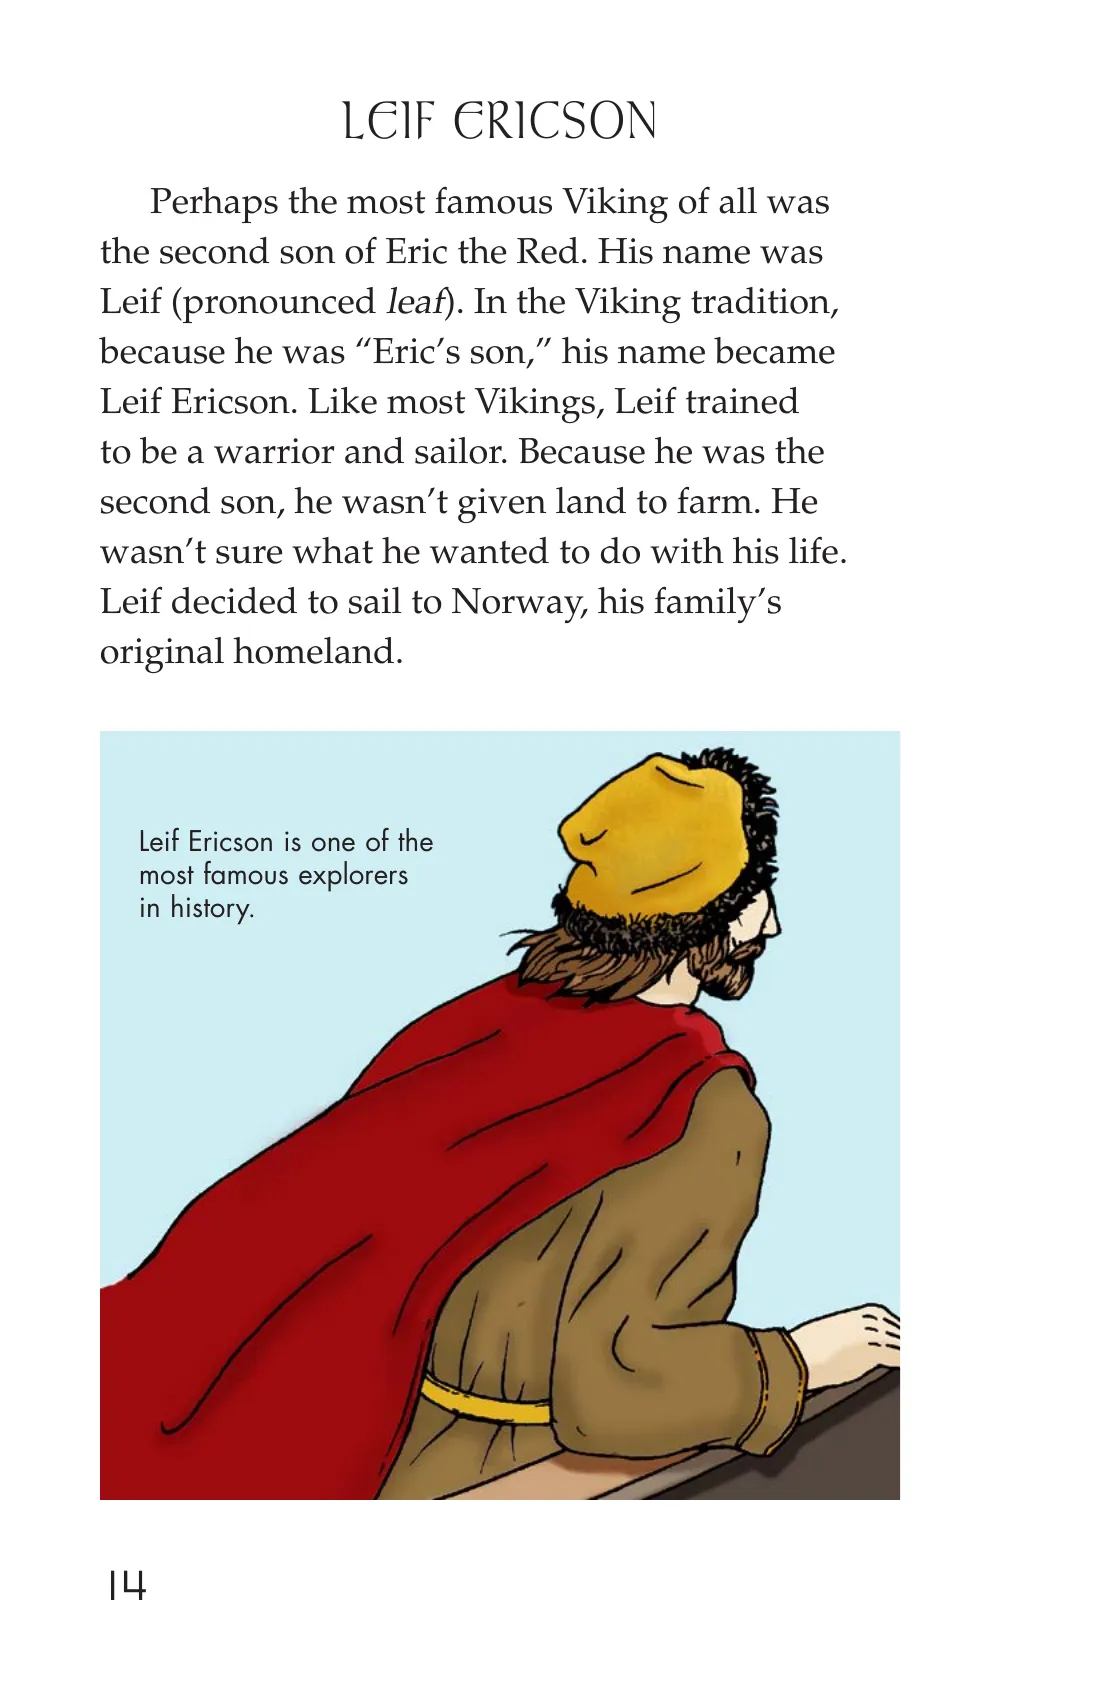 LEIF ERICSON
Perhaps the most famous Viking of all was
the second son of Eric the Red. His name was
Leif (pronounced leaf). In the Viking tradition,
because he was “Eric’s son,” his name became
Leif Ericson. Like most Vikings, Leif trained
to be a warrior and sailor. Because he was the
second son, he wasn’t given land to farm. He
wasn’t sure what he wanted to do with his life.
Leif decided to sail to Norway, his family’s
original homeland.
Leif Ericson is one of the
most famous explorers
in history.
14